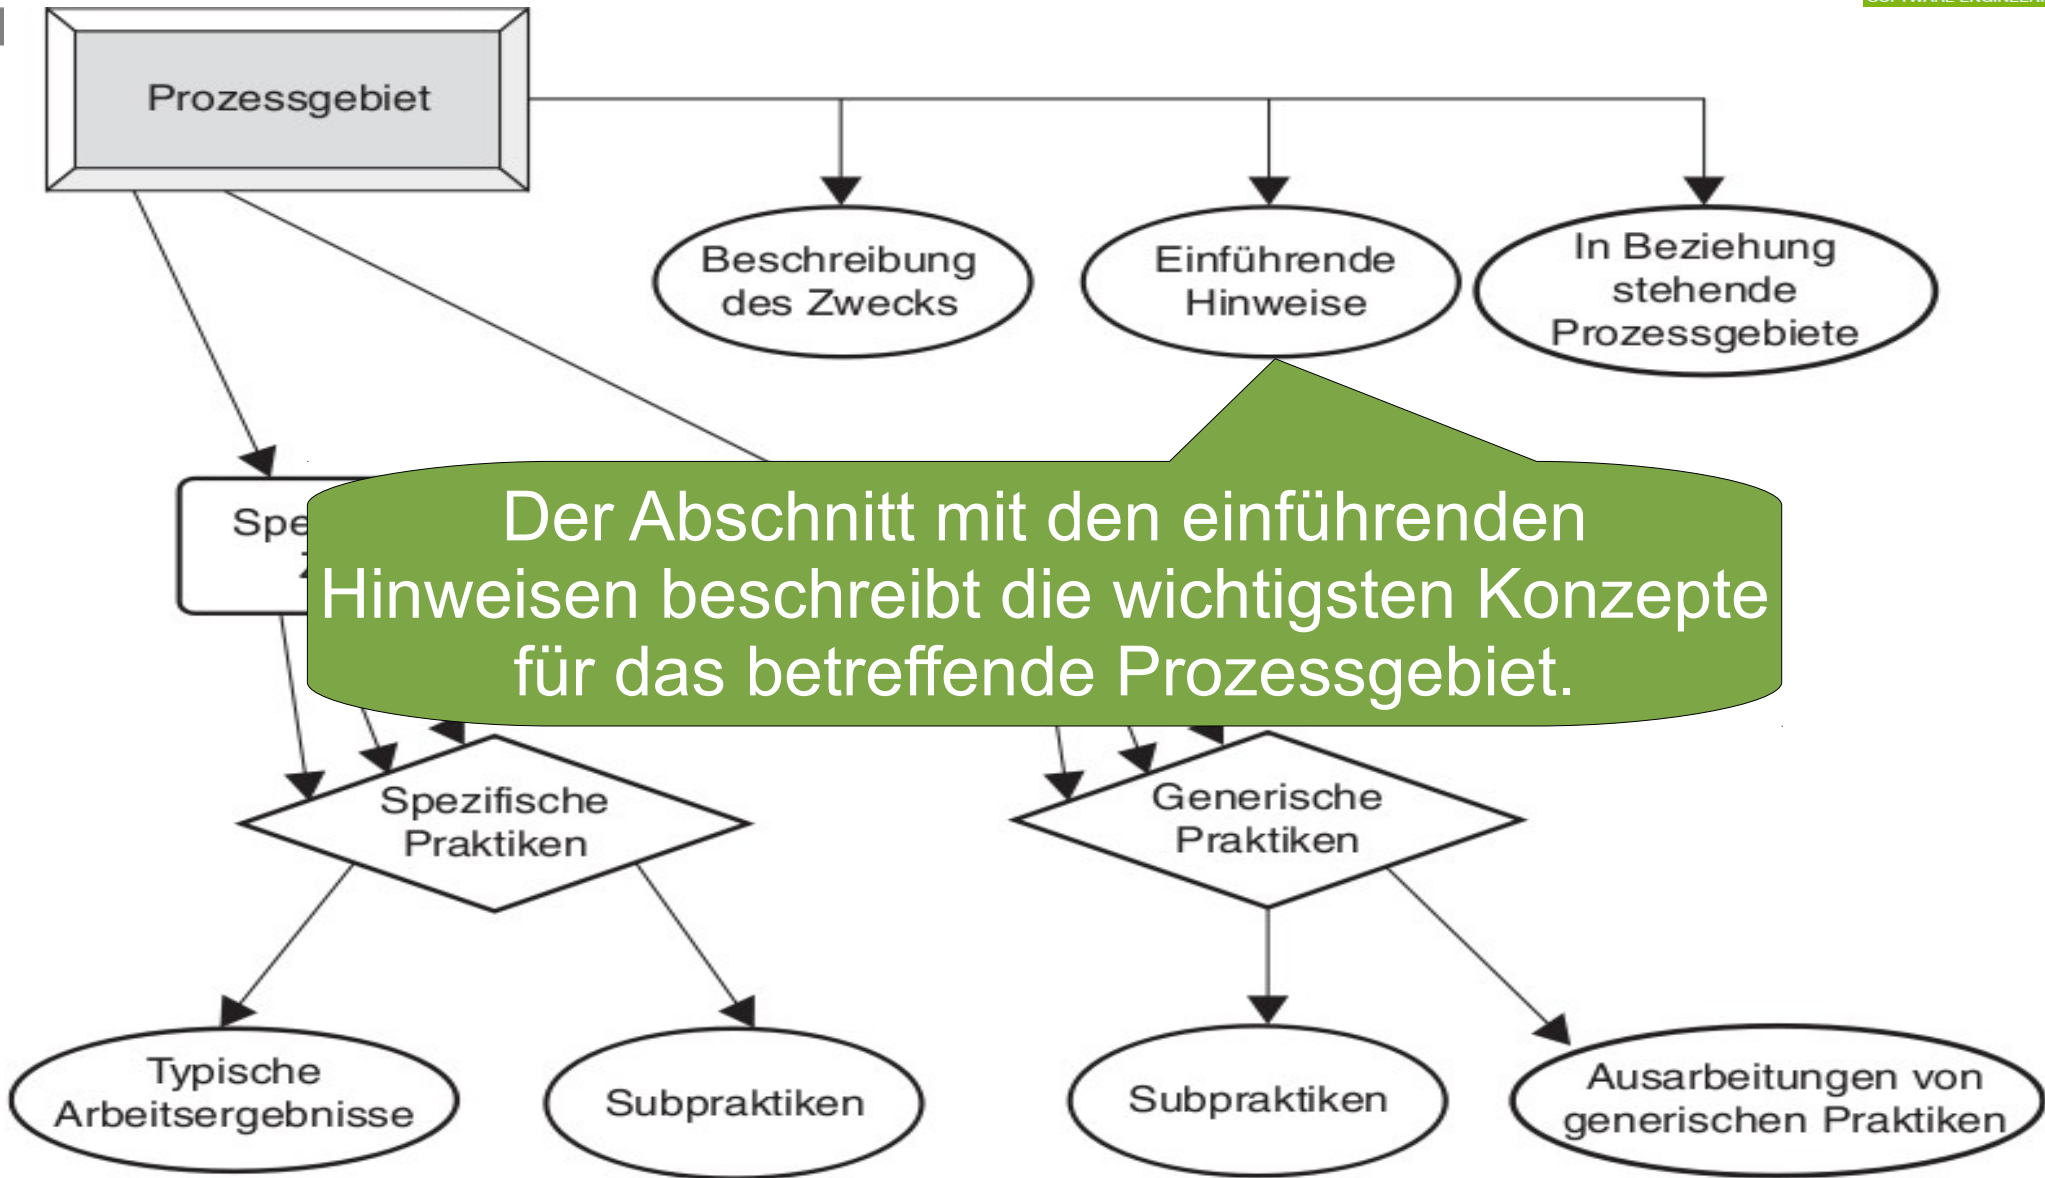 Prozessgebiet
Beschreibung
des Zwecks
Einführende
Hinweise
In Beziehung
stehende
Prozessgebiete
Der Abschnitt mit den einführenden
Hinweisen beschreibt die wichtigsten Konzepte
für das betreffende Prozessgebiet.
Spezifische
Praktiken
Generische
Praktiken
Typische
Arbeitsergebnisse
Subpraktiken
Subpraktiken
Ausarbeitungen von
generischen Praktiken